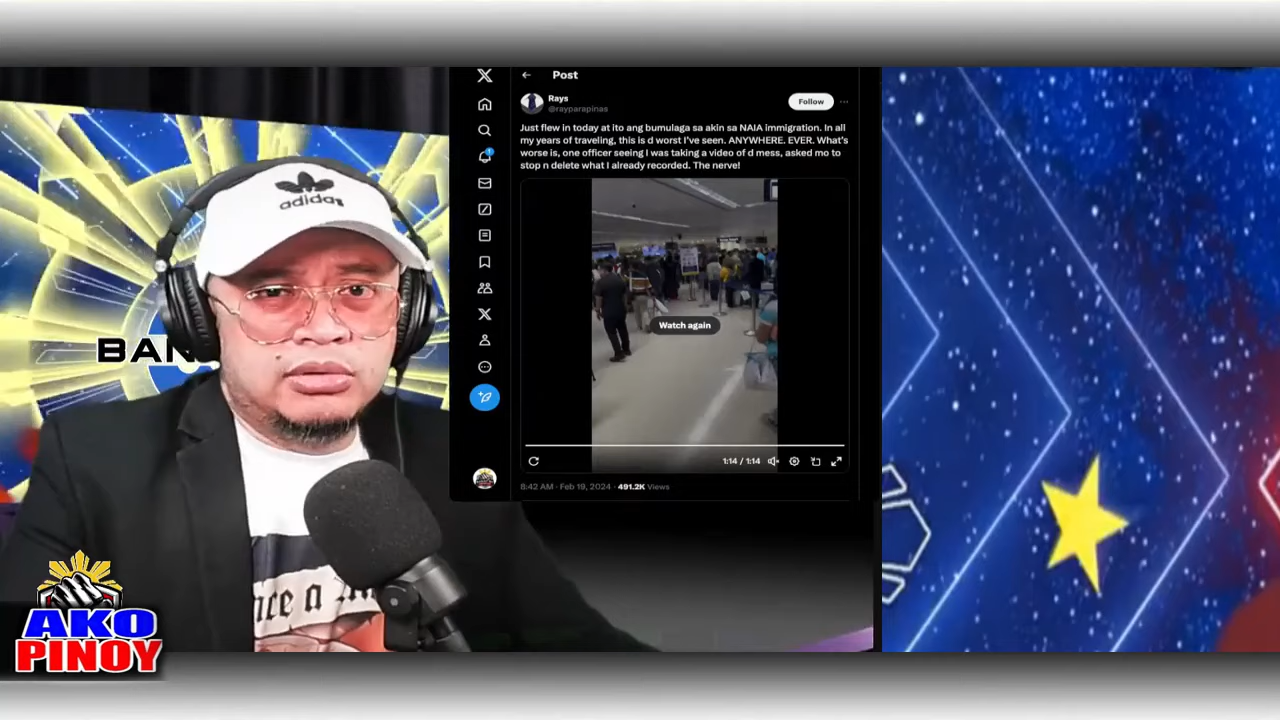 Post
Rays
@rayparapinas
Follow
Just flew in today at ito ang bumulaga sa akin sa NAIA immigration. In all
my years of traveling, this is d worst I've seen. ANYWHERE. EVER. What's
worse is, one officer seeing I was taking a video of d mess, asked mo to
stop n delete what I already recorded. The nerve!
Watch again
1:14 / 1:14
8:42 AM · Feb 19, 2024 · 491.2K Views
adidas
BAN
nce a
AKO
PINOY